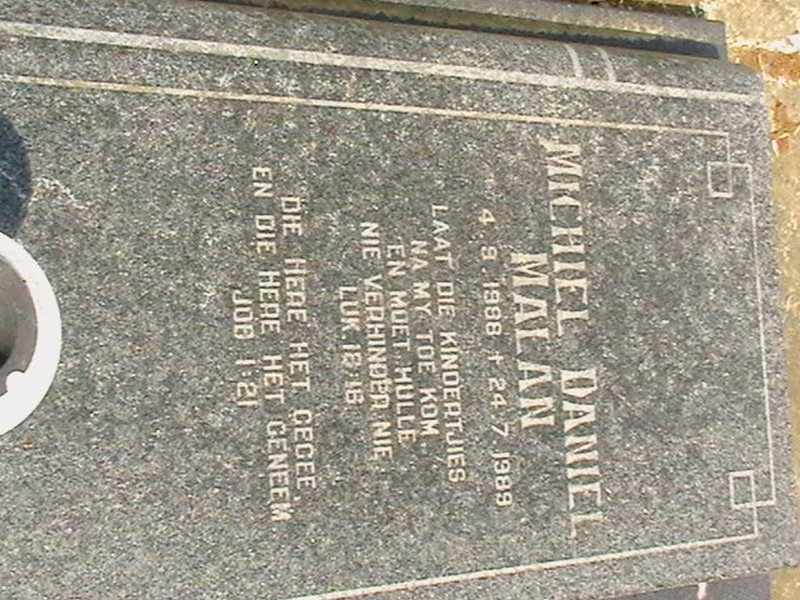 MICHIEL DANIEL
MALAN
4. 9. 1988 † 24. 7. 1989
LAAT DIE KINDERTJIES
NA MY TOE KOM,
EN MOET HULLE
NIE VERHINDER NIE
LUK. 18:16
DIE HERE HET GEGEE,
EN DIE HERE HET GENEEM
JOB 1:21